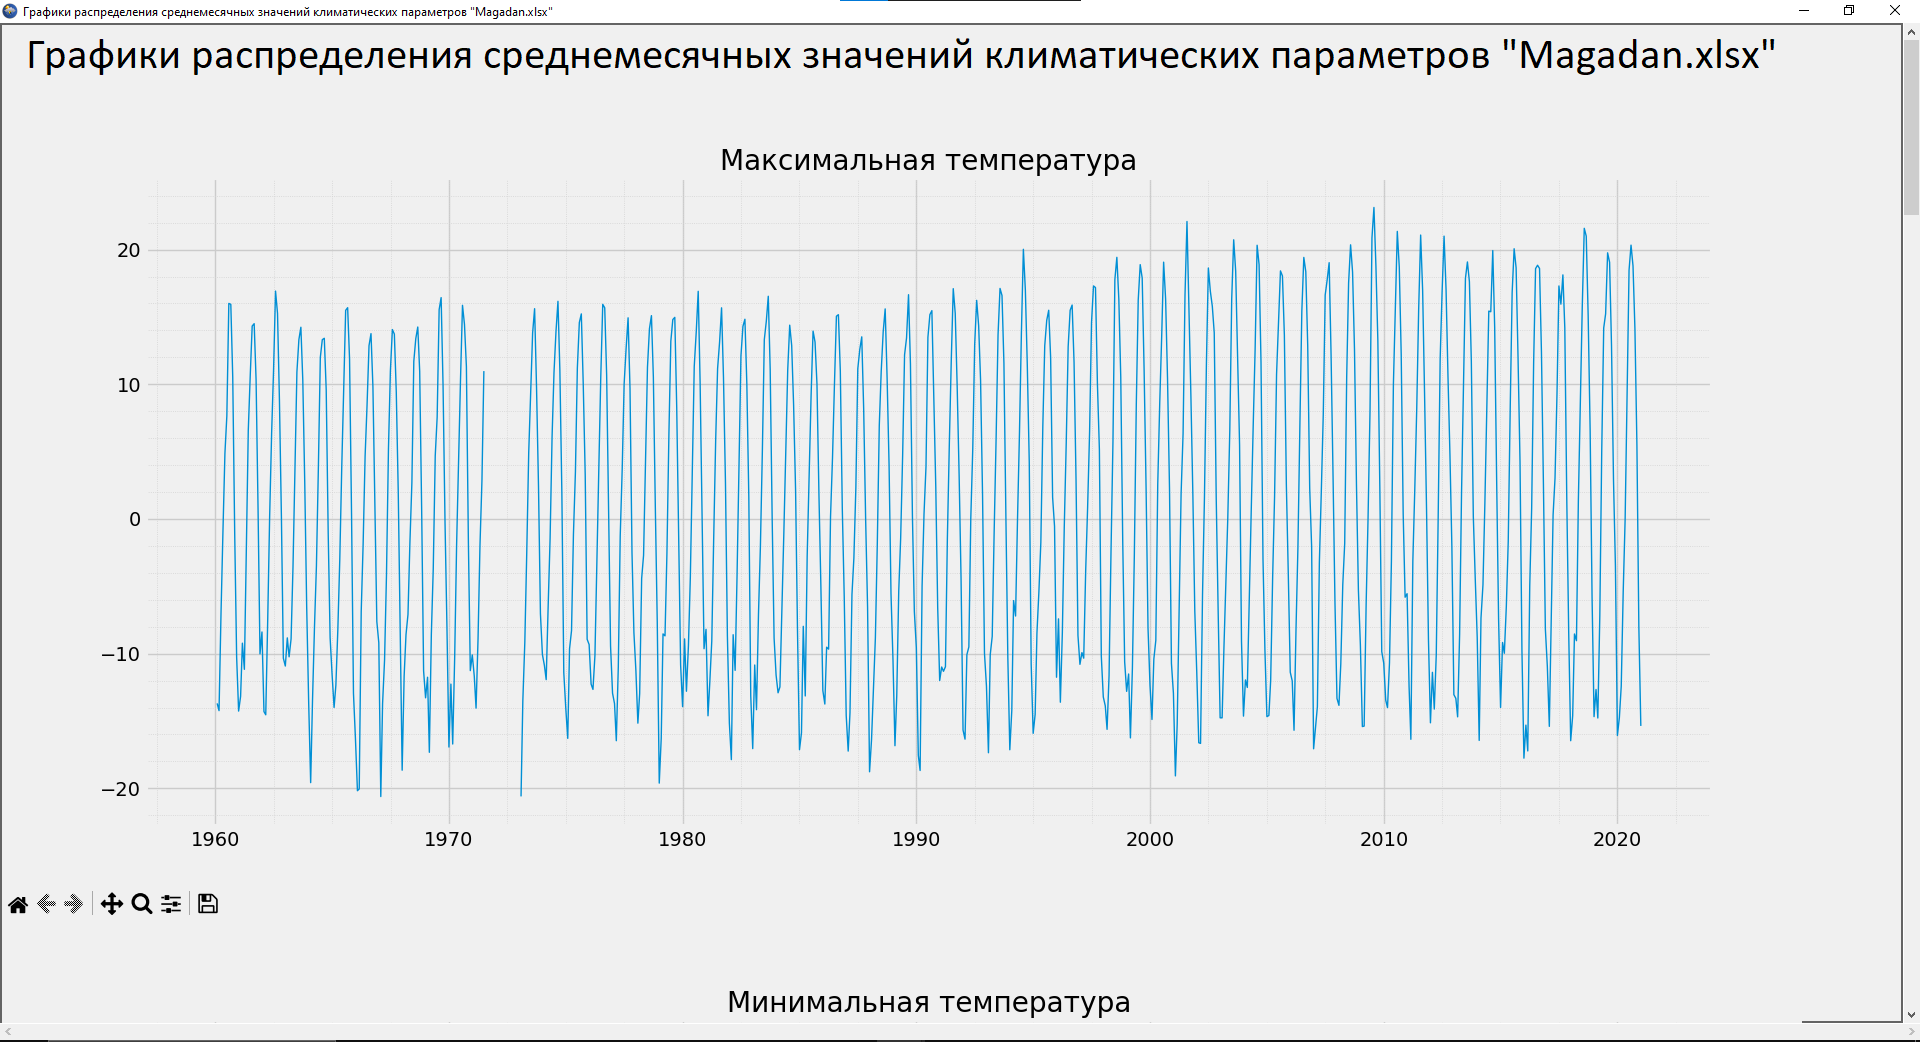 Графики распределения среднемесячных значений климатических параметров "Magadan.xlsx"
Графики распределения среднемесячных значений климатических параметров "Magadan.xlsx"
Максимальная температура
20
10
0
−10
−20
1960 1970 1980 1990 2000 2010 2020
Минимальная температура